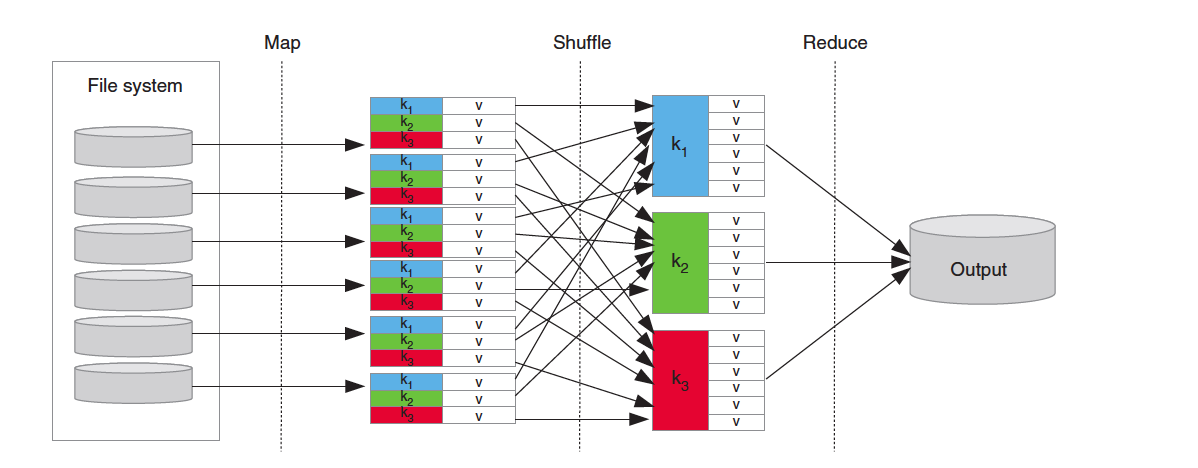 Map
Shuffle
Reduce
File system
k1 v
k2 v
k3 v
k1 v
k2 v
k3 v
k1 v
k2 v
k3 v
k1 v
k2 v
k3 v
k1 v
k2 v
k3 v
k1 v
k2 v
k3 v
k1
v
v
v
v
v
v
k2
v
v
v
v
v
v
k3
v
v
v
v
v
v
Output